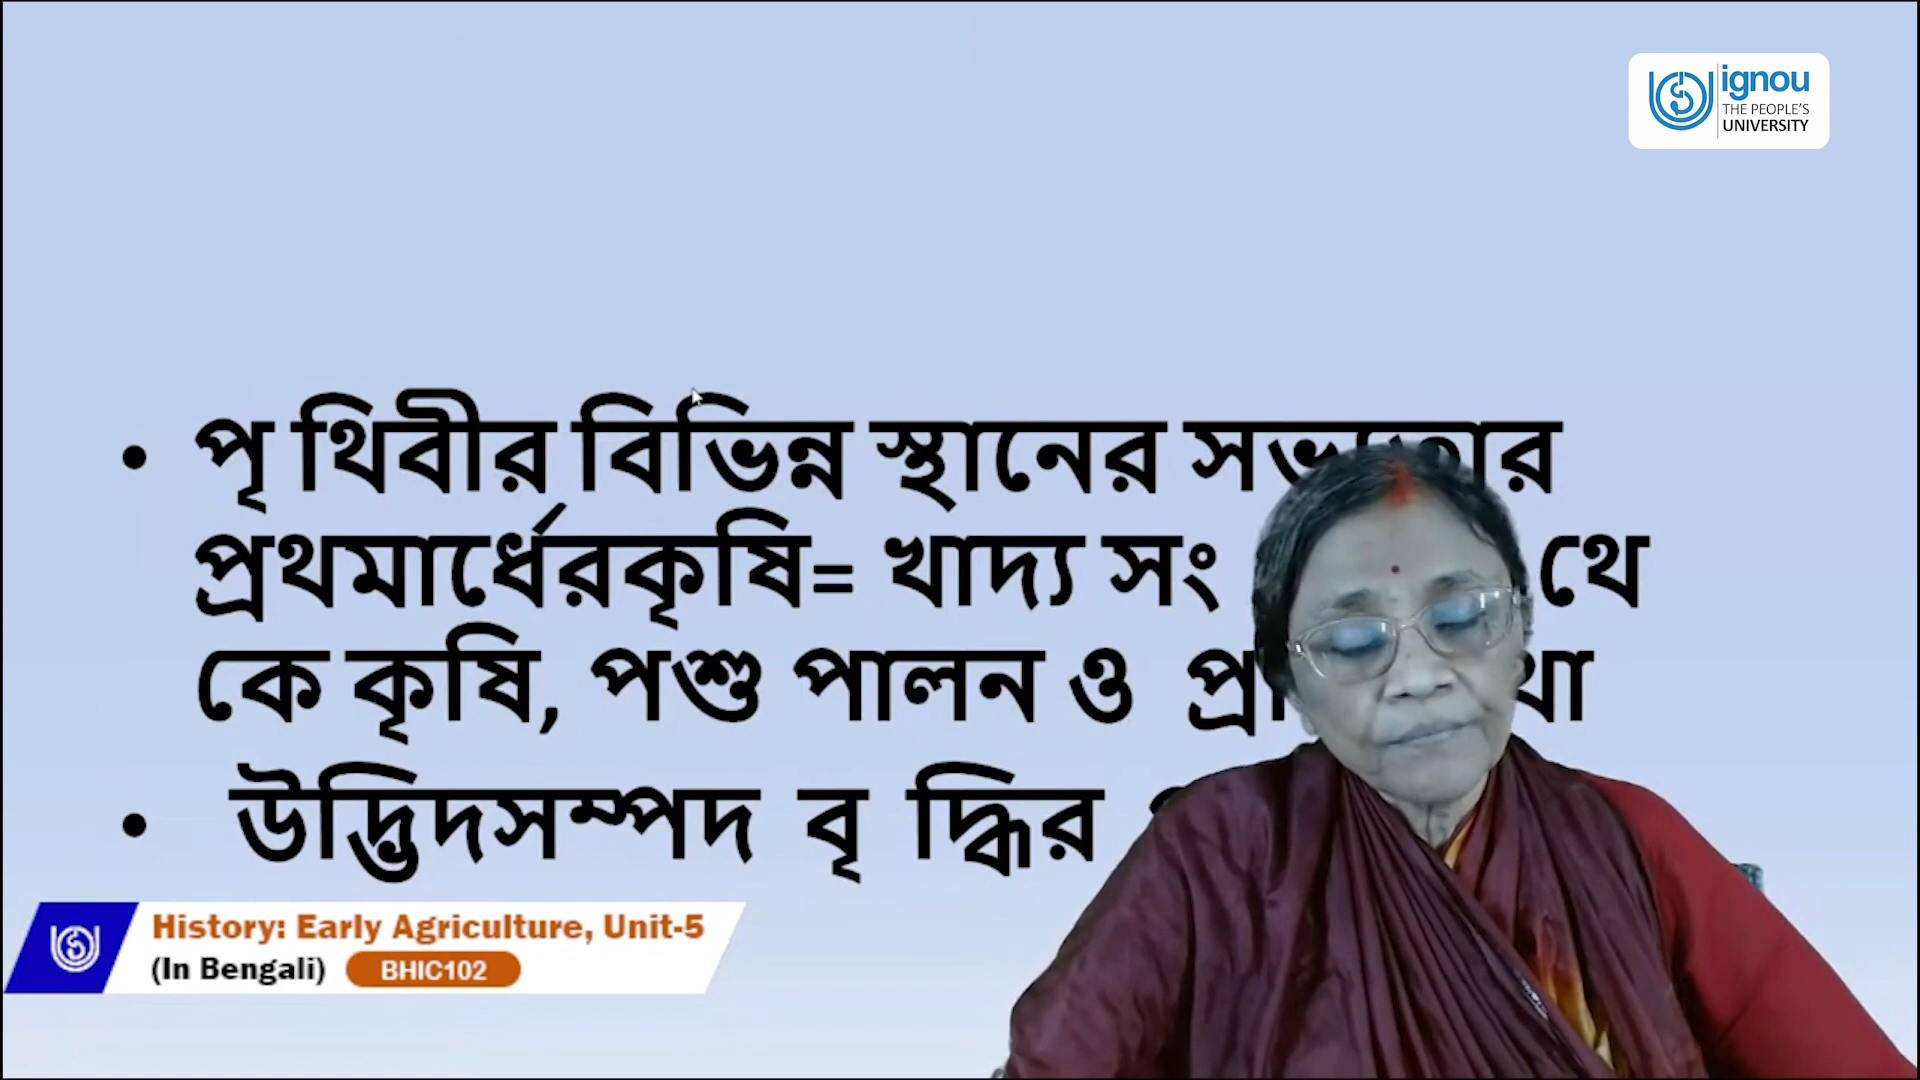 ignou
THE PEOPLE'S
UNIVERSITY
• পৃথিবীর বিভিন্ন স্থানের
প্রথমার্ধেরকৃষি= খাদ্য সং থে
কে কৃষি, পশু পালন ও
• উদ্ভিদসম্পদ বৃদ্ধির
History: Early Agriculture, Unit-5
(In Bengali) BHIC102